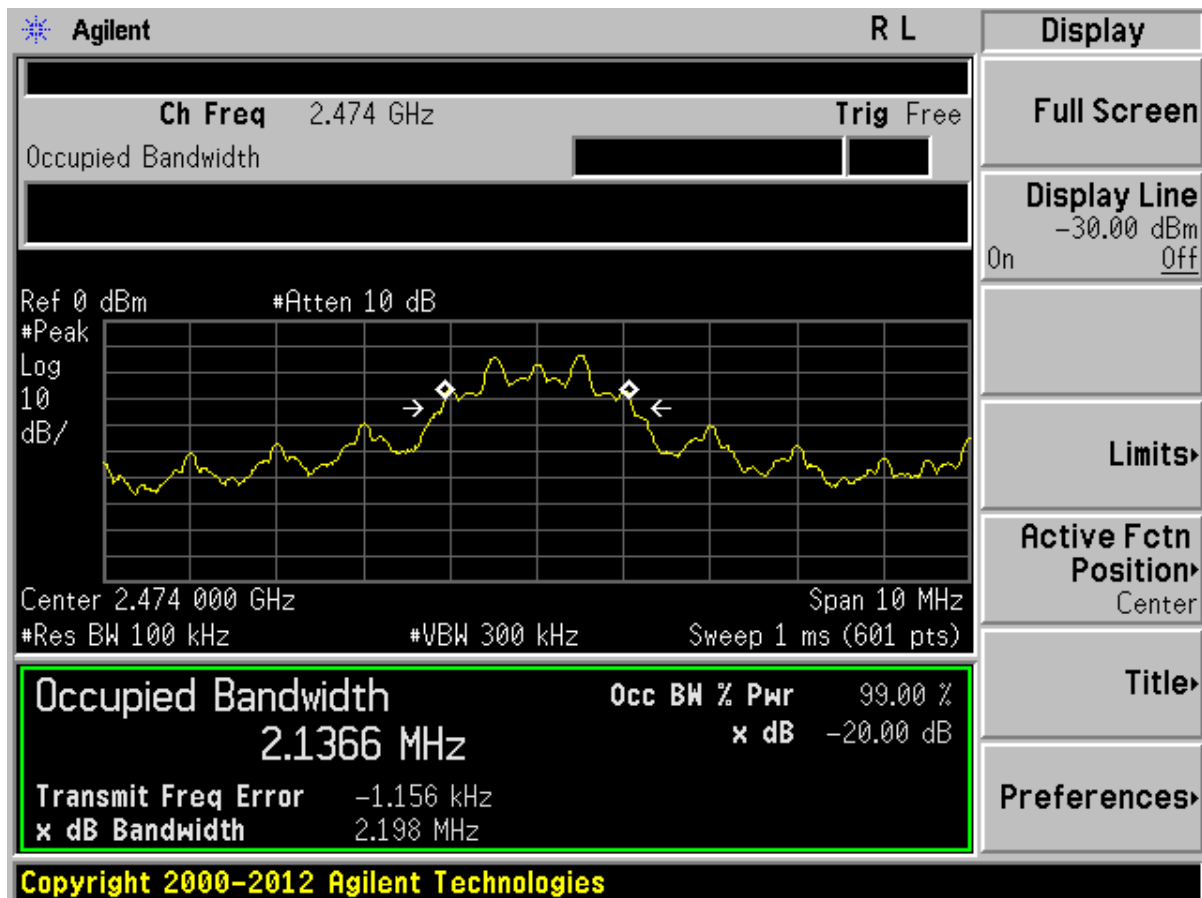 Agilent R L
Display
Ch Freq 2.474 GHz Trig Free
Occupied Bandwidth
Full Screen
Display Line
-30.00 dBm
On Off
Ref 0 dBm #Atten 10 dB
#Peak
Log
10
dB/
Limits
Active Fctn
Position
Center
Center 2.474 000 GHz Span 10 MHz
#Res BW 100 kHz #VBW 300 kHz Sweep 1 ms (601 pts)
Occupied Bandwidth
2.1366 MHz
Occ BW % Pwr 99.00 %
x dB -20.00 dB
Transmit Freq Error -1.156 kHz
x dB Bandwidth 2.198 MHz
Title
Preferences
Copyright 2000-2012 Agilent Technologies